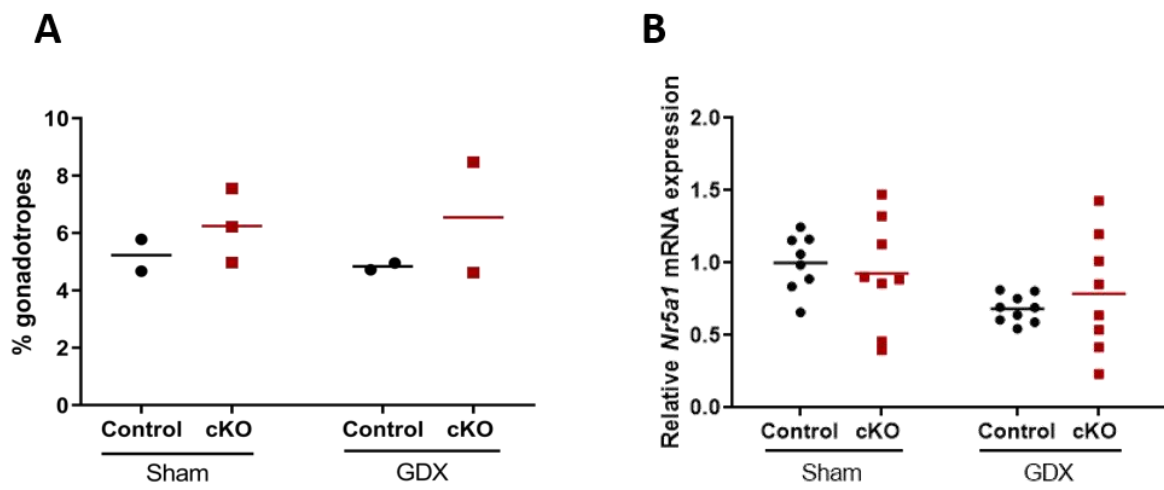 A
% gonadotropes
10
8
6
4
2
0
Control cKO Control cKO
Sham GDX
B
Relative Nr5a1 mRNA expression
2.0
1.5
1.0
0.5
0.0
Control cKO Control cKO
Sham GDX